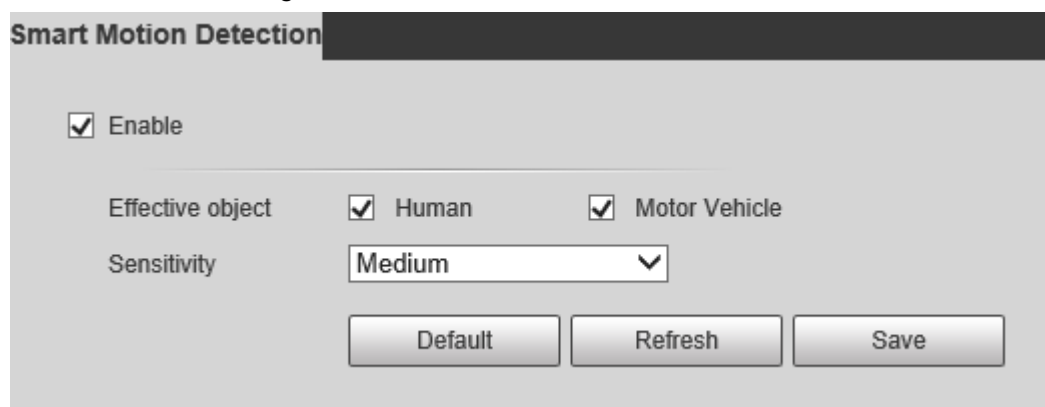 Smart Motion Detection
Enable
Effective object Human Motor Vehicle
Sensitivity Medium
Default Refresh Save